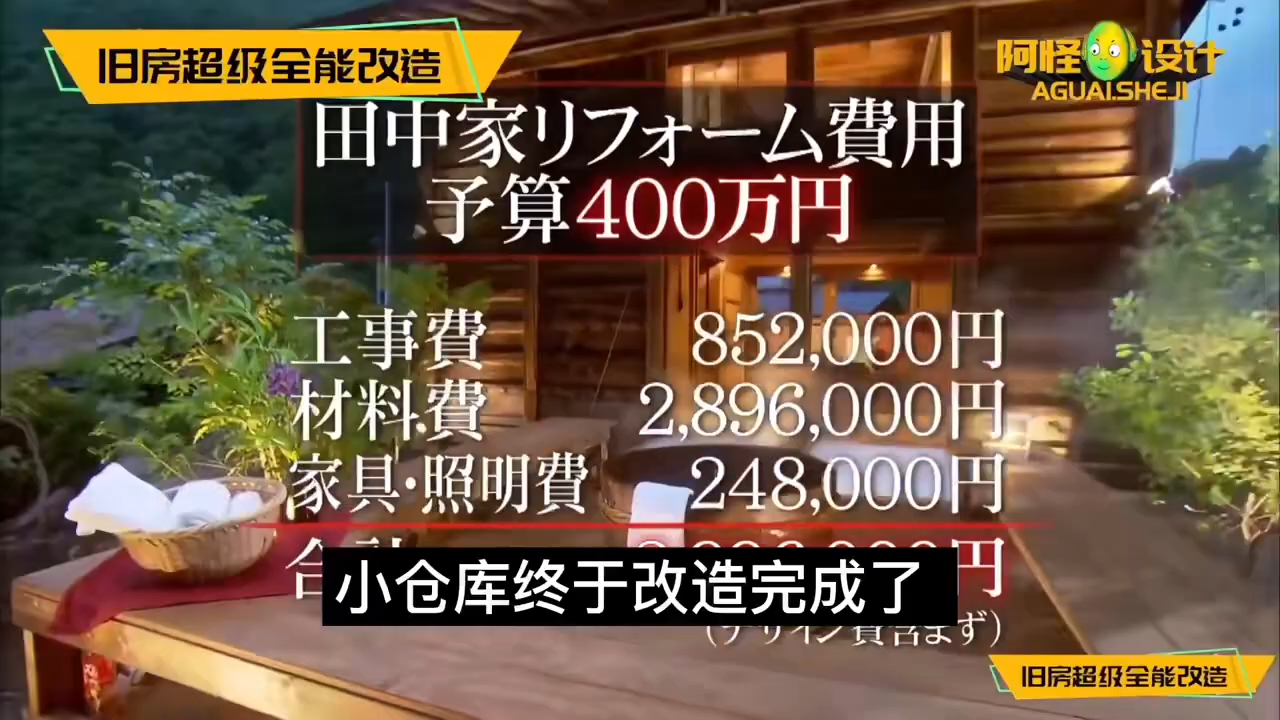 旧房超级全能改造
阿怪设计
AGUAI.SHEJI
田中家リフォーム費用
予算400万円
工事費 852,000円
材料費 2,896,000円
家具・照明費 248,000円
円
小仓库终于改造完成了
旧房超级全能改造